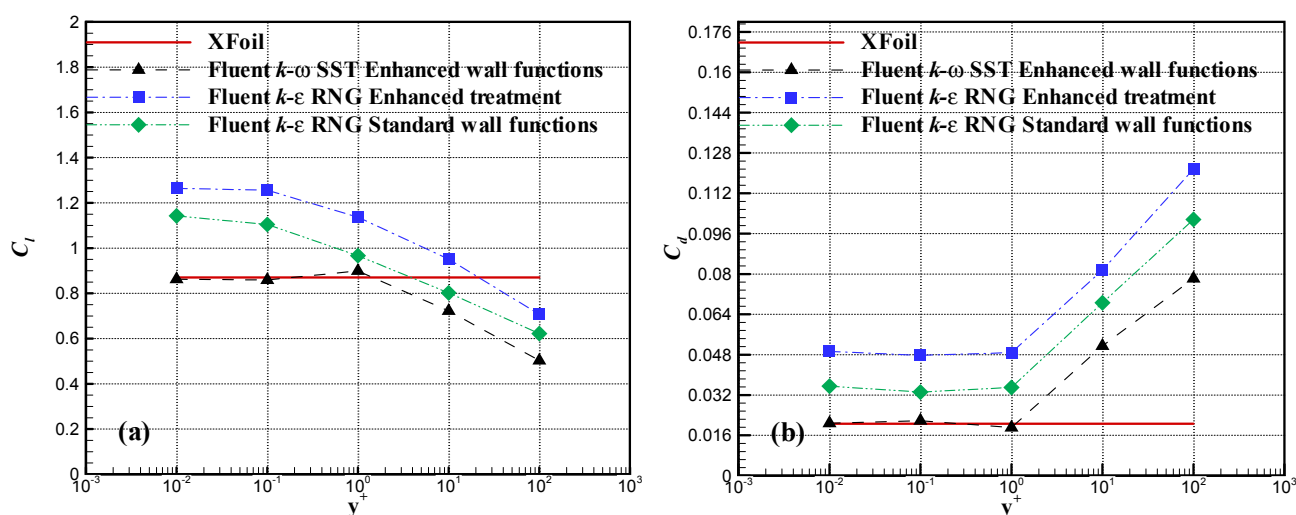 2
1.8
1.6
1.4
1.2
1
0.8
0.6
0.4
0.2
0
C_l
XFoil
Fluent k-ω SST Enhanced wall functions
Fluent k-ε RNG Enhanced treatment
Fluent k-ε RNG Standard wall functions
(a)
10⁻³ 10⁻² 10⁻¹ 10⁰ 10¹ 10² 10³
y⁺
0.176
0.16
0.144
0.128
0.112
0.096
0.08
0.064
0.048
0.032
0.016
0
C_d
XFoil
Fluent k-ω SST Enhanced wall functions
Fluent k-ε RNG Enhanced treatment
Fluent k-ε RNG Standard wall functions
(b)
10⁻³ 10⁻² 10⁻¹ 10⁰ 10¹ 10² 10³
y⁺